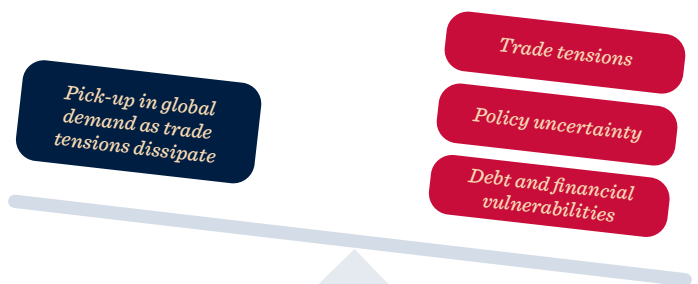 Pick-up in global
demand as trade
tensions dissipate
Trade tensions
Policy uncertainty
Debt and financial
vulnerabilities